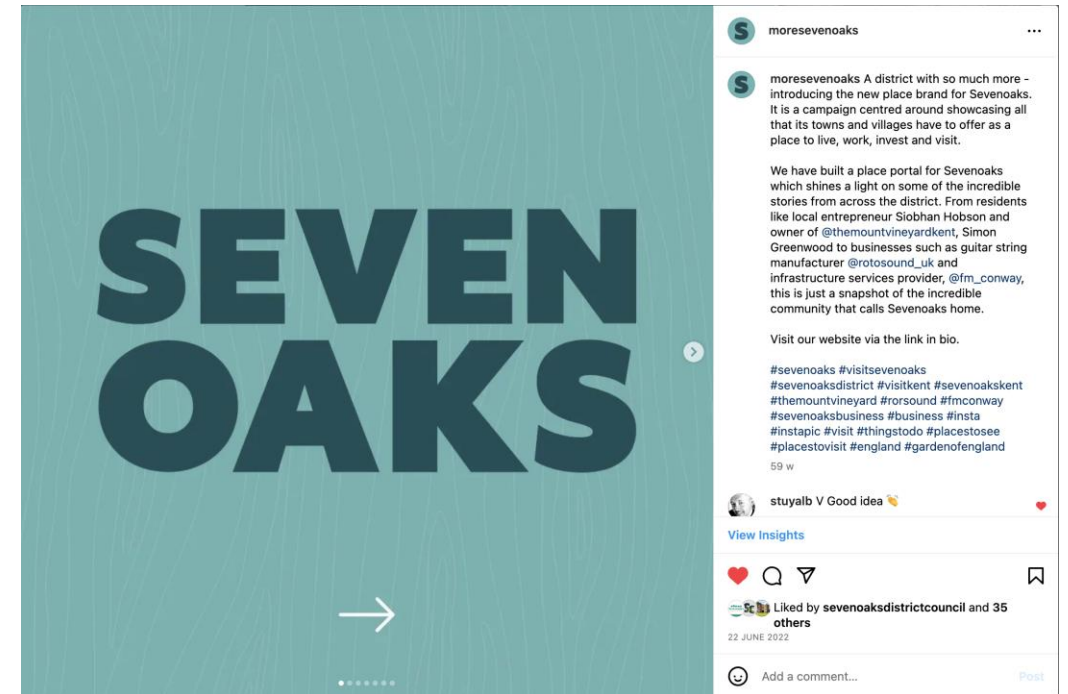 SEVEN
OAKS
S moresevenoaks
S moresevenoaks A district with so much more -
introducing the new place brand for Sevenoaks.
It is a campaign centred around showcasing all
that its towns and villages have to offer as a
place to live, work, invest and visit.
We have built a place portal for Sevenoaks
which shines a light on some of the incredible
stories from across the district. From residents
like local entrepreneur Siobhan Hobson and
owner of @themountvineyardkent, Simon
Greenwood to businesses such as guitar string
manufacturer @rotosound_uk and
infrastructure services provider, @fm_conway,
this is just a snapshot of the incredible
community that calls Sevenoaks home.
Visit our website via the link in bio.
#sevenoaks #visitsevenoaks
#sevenoaksdistrict #visitkent #sevenoakskent
#themountvineyard #rorsound #fmconway
#sevenoaksbusiness #business #insta
#instapic #visit #thingstodo #placestosee
#placestovisit #england #gardenofengland
59 w
stuyalb V Good idea 👏
View Insights
Liked by sevenoaksdistrictcouncil and 35
others
22 JUNE 2022
Add a comment...
Post